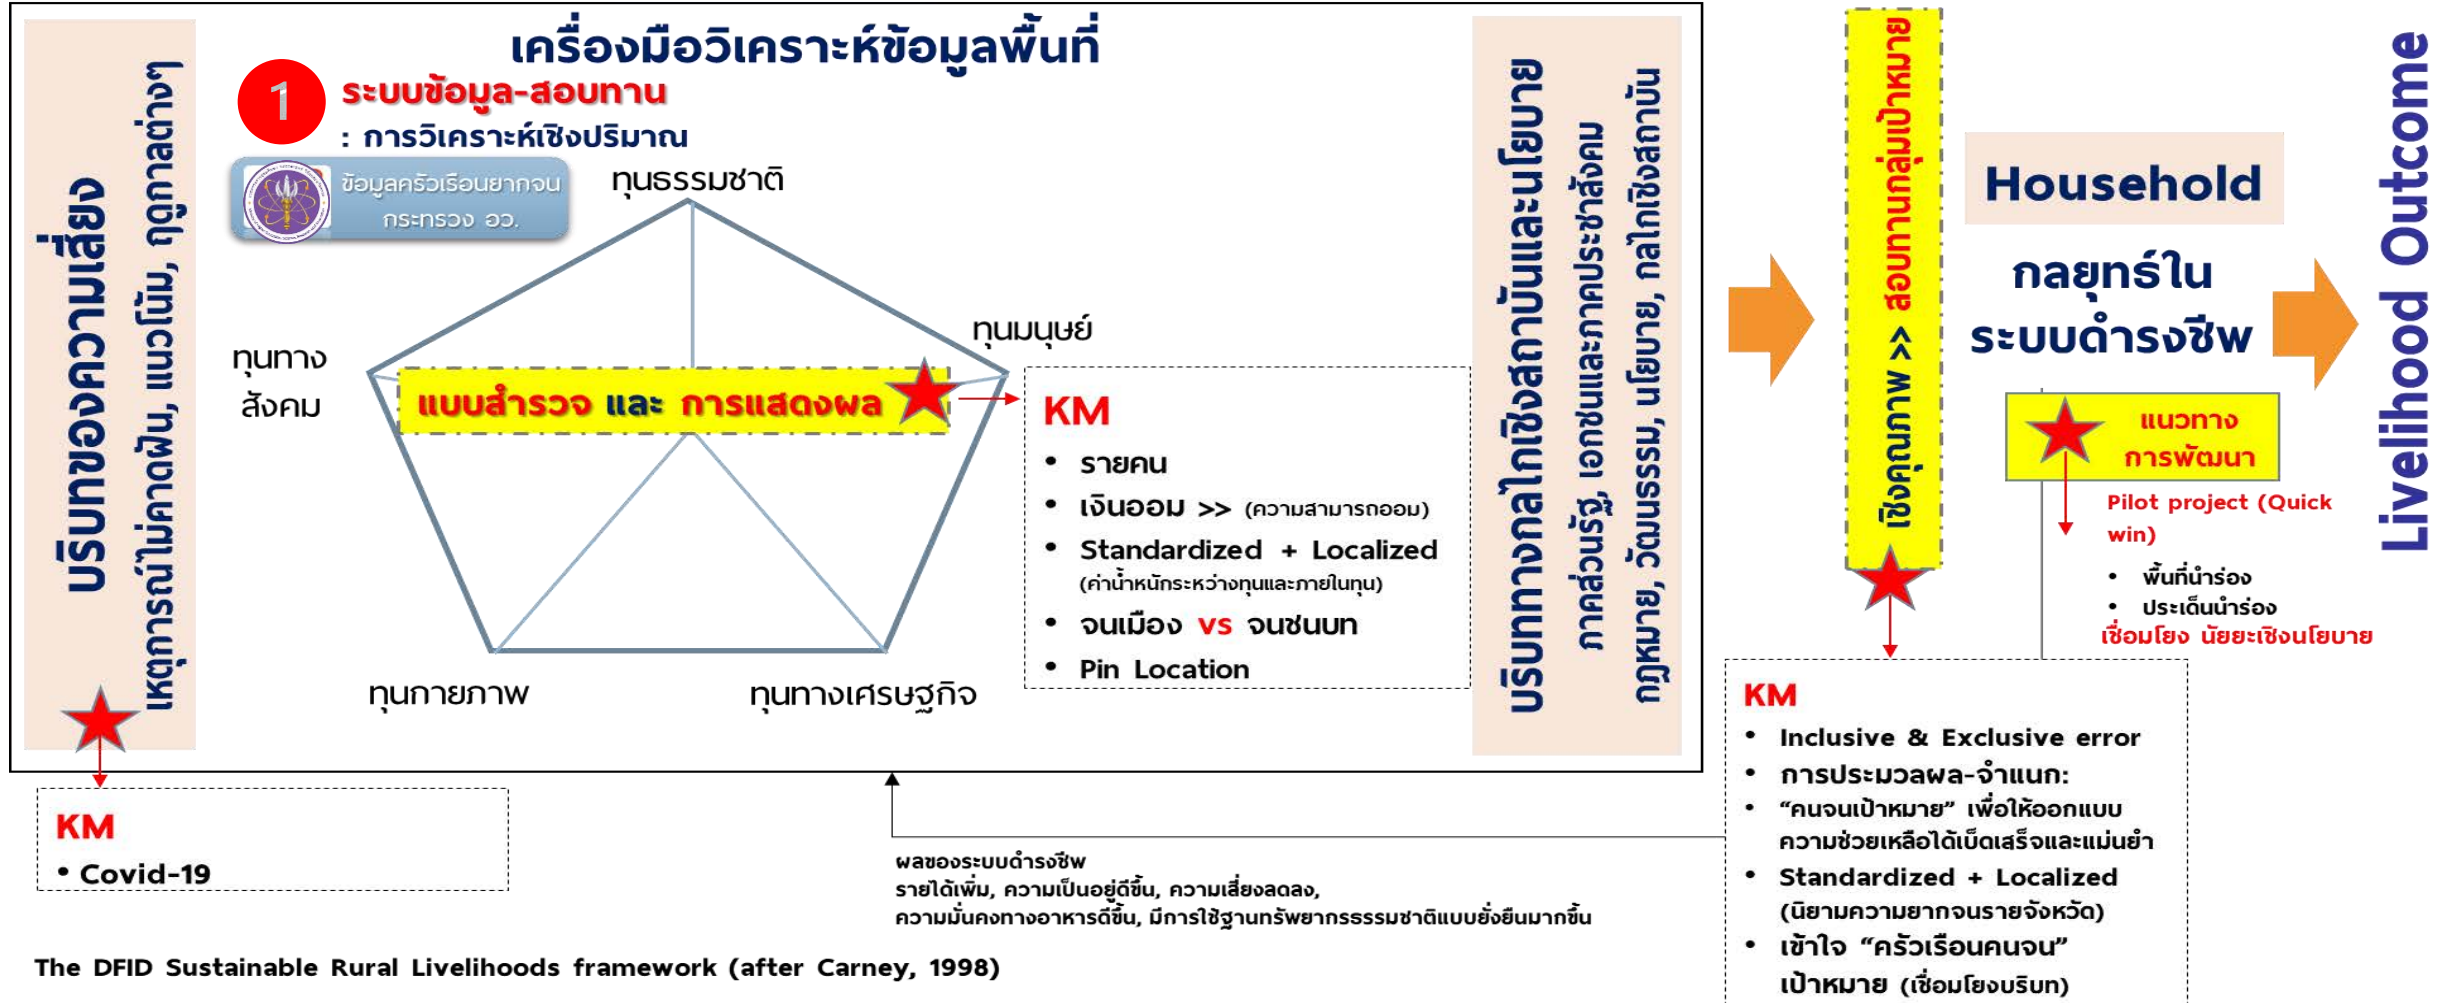 เครื่องมือวิเคราะห์ข้อมูลพื้นที่
1
ระบบข้อมูล-สอบทาน
: การวิเคราะห์เชิงปริมาณ
ข้อมูลครัวเรือนยากจน
กระทรวง อว.
บริบทของความเสี่ยง
เหตุการณ์ไม่คาดฝัน, แนวโน้ม, ฤดูกาลต่างๆ
ทุนธรรมชาติ
ทุนมนุษย์
ทุนทาง
สังคม
แบบสำรวจ และ การแสดงผล
ทุนกายภาพ
ทุนทางเศรษฐกิจ
KM
• รายคน
• เงินออม >> (ความสามารถออม)
• Standardized + Localized
(ค่าน้ำหนักระหว่างทุนและภายในทุน)
• จนเมือง vs จนชนบท
• Pin Location
บริบททางกลไกเชิงสถาบันและนโยบาย
ภาคส่วนรัฐ, เอกชนและภาคประชาสังคม
กฎหมาย, วัฒนธรรม, นโยบาย, กลไกเชิงสถาบัน
เชิงคุณภาพ >> สอบทานกลุ่มเป้าหมาย
Household
กลยุทธ์ใน
ระบบดำรงชีพ
แนวทาง
การพัฒนา
Pilot project (Quick
win)
• พื้นที่นำร่อง
• ประเด็นนำร่อง
เชื่อมโยง นัยยะเชิงนโยบาย
Livelihood Outcome
KM
• Covid-19
ผลของระบบดำรงชีพ
รายได้เพิ่ม, ความเป็นอยู่ดีขึ้น, ความเสี่ยงลดลง,
ความมั่นคงทางอาหารดีขึ้น, มีการใช้ฐานทรัพยากรธรรมชาติแบบยั่งยืนมากขึ้น
KM
• Inclusive & Exclusive error
• การประมวลผล-จำแนก:
• “คนจนเป้าหมาย” เพื่อให้ออกแบบ
ความช่วยเหลือได้เบ็ดเสร็จและแม่นยำ
• Standardized + Localized
(นิยามความยากจนรายจังหวัด)
• เข้าใจ “ครัวเรือนคนจน”
เป้าหมาย (เชื่อมโยงบริบท)
The DFID Sustainable Rural Livelihoods framework (after Carney, 1998)